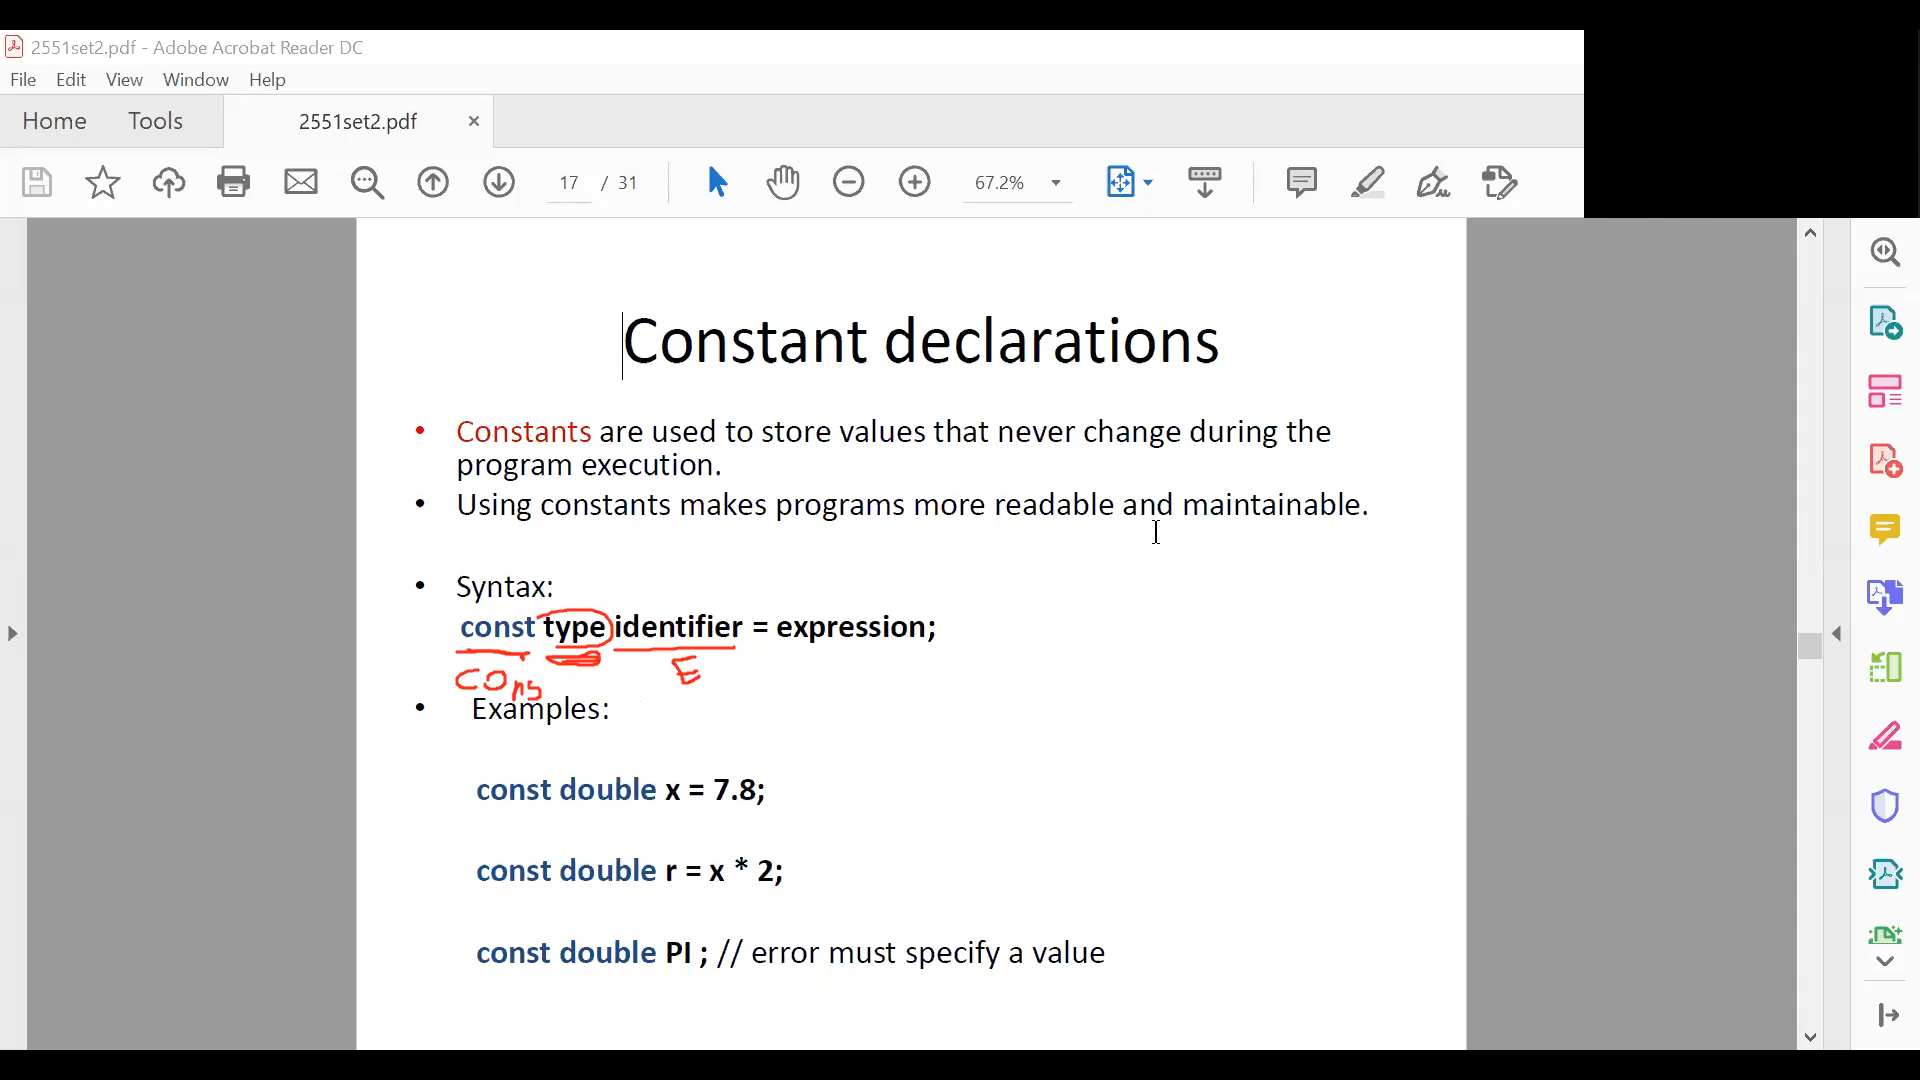 2551set2.pdf - Adobe Acrobat Reader DC
File Edit View Window Help
Home Tools 2551set2.pdf ×
17 / 31 67.2%
Constant declarations
• Constants are used to store values that never change during the
program execution.
• Using constants makes programs more readable and maintainable.
• Syntax:
const type identifier = expression;
cons E
• Examples:
const double x = 7.8;
const double r = x * 2;
const double PI ; // error must specify a value